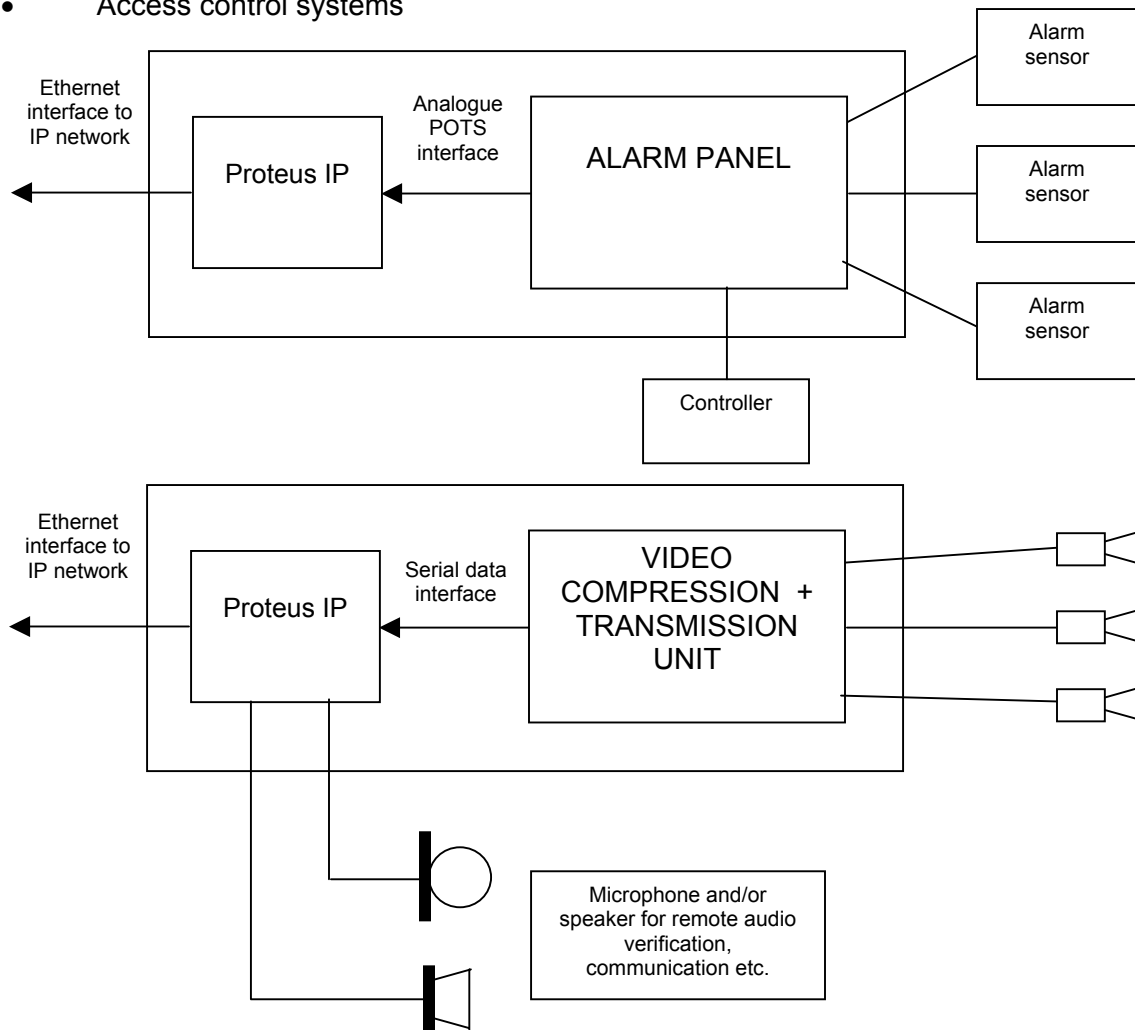 • Access control systems
Alarm
sensor
Ethernet
interface to
IP network
Proteus IP
Analogue
POTS
interface
ALARM PANEL
Alarm
sensor
Alarm
sensor
Controller
Ethernet
interface to
IP network
Proteus IP
Serial data
interface
VIDEO
COMPRESSION +
TRANSMISSION
UNIT
Microphone and/or
speaker for remote audio
verification,
communication etc.